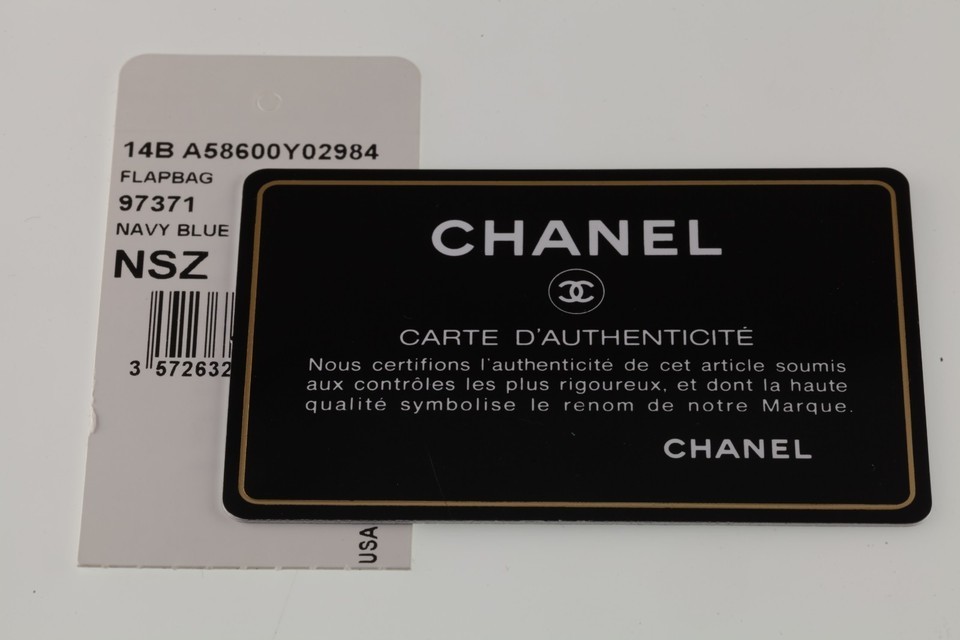 14B A58600Y02984
FLAPBAG
97371
NAVY BLUE
NSZ
3 572632
USA
CHANEL
CARTE D'AUTHENTICITÉ
Nous certifions l'authenticité de cet article soumis
aux contrôles les plus rigoureux, et dont la haute
qualité symbolise le renom de notre Marque.
CHANEL